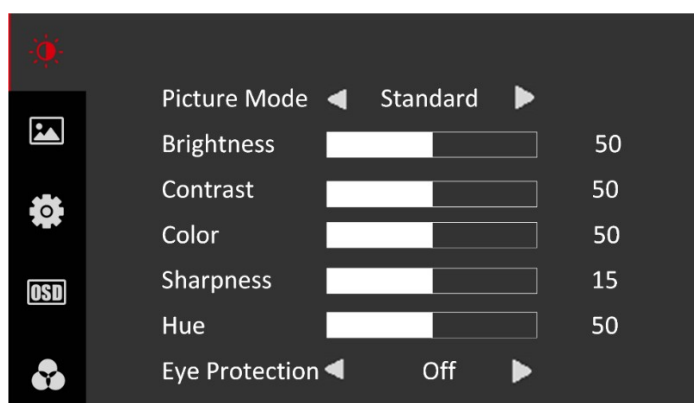 Picture Mode Standard
Brightness 50
Contrast 50
Color 50
OSD
Sharpness 15
Hue 50
Eye Protection Off